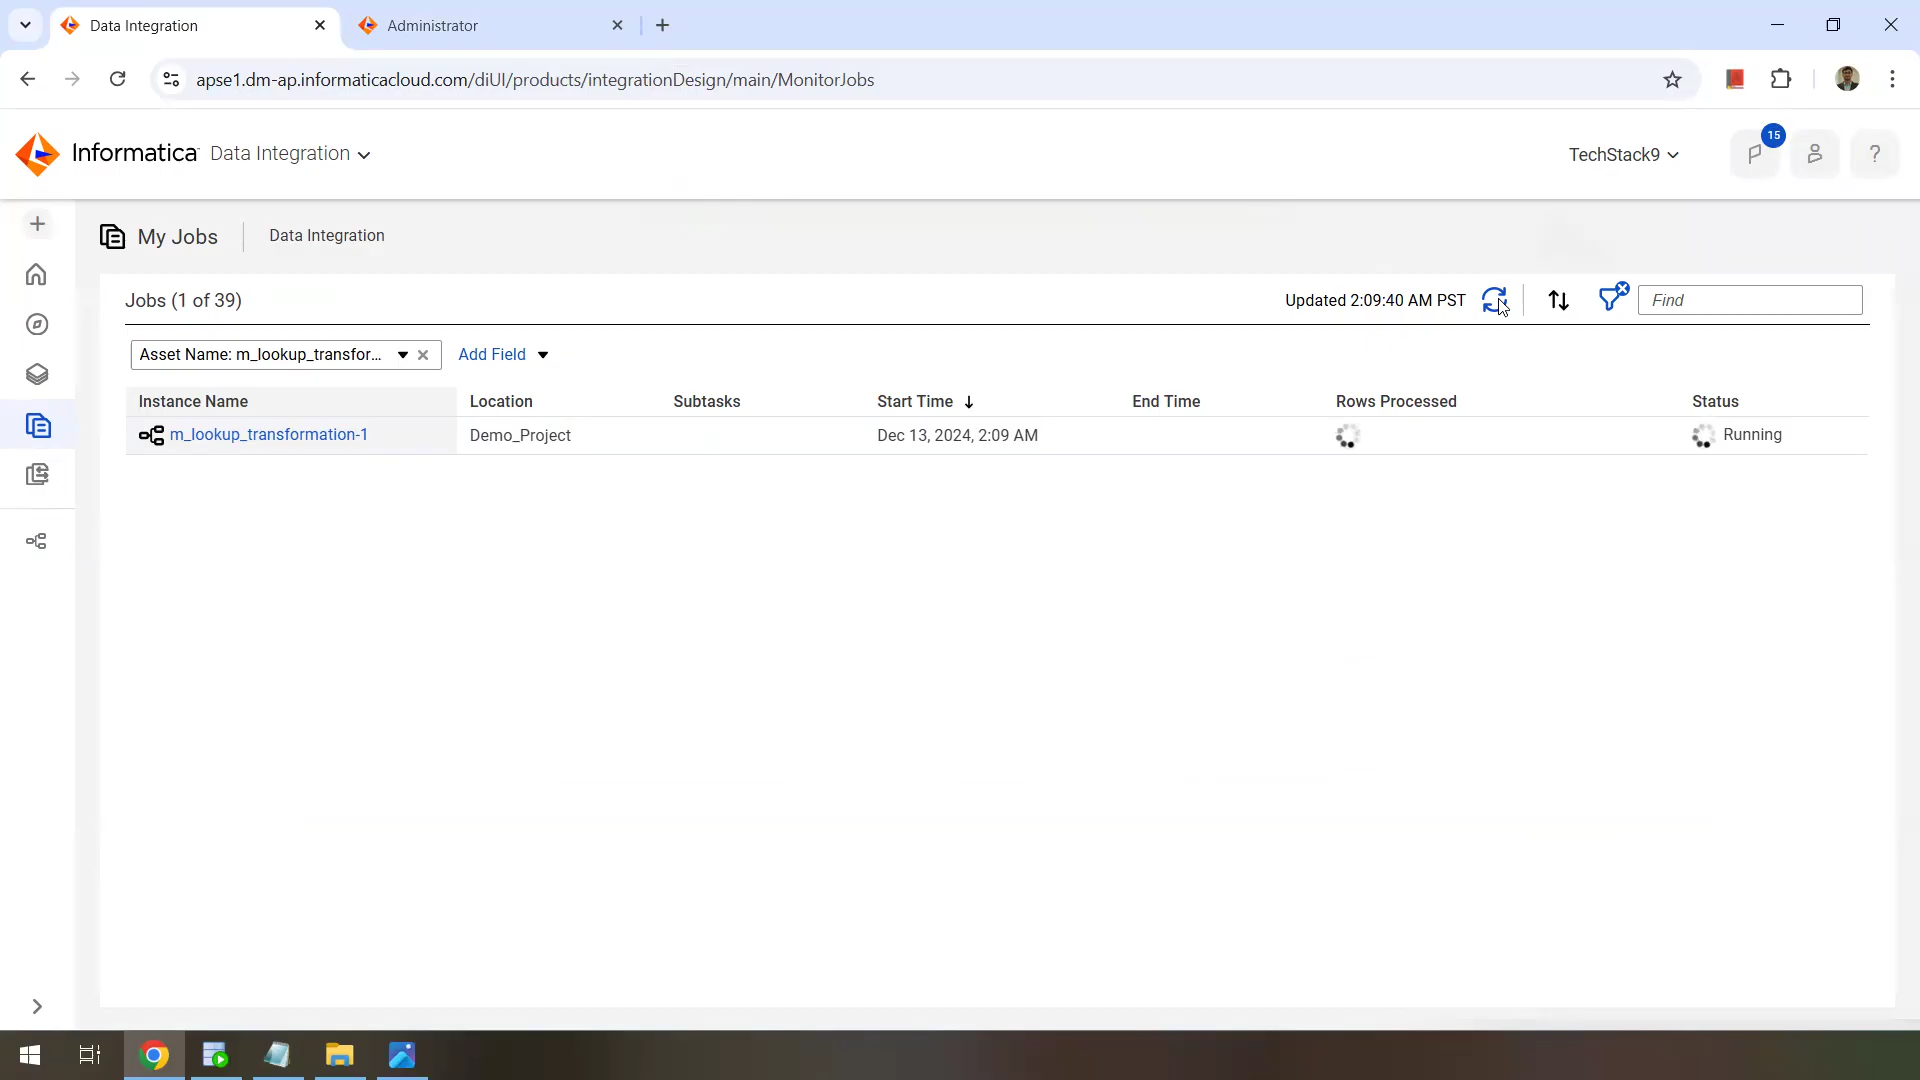 Data Integration
Administrator
apse1.dm-ap.informaticacloud.com/diUI/products/integrationDesign/main/MonitorJobs
Informatica Data Integration
TechStack9
15
?
My Jobs
Data Integration
Jobs (1 of 39)
Updated 2:09:40 AM PST
Find
Asset Name: m_lookup_transfor...
Add Field
Instance Name Location Subtasks Start Time End Time Rows Processed Status
m_lookup_transformation-1 Demo_Project Dec 13, 2024, 2:09 AM Running